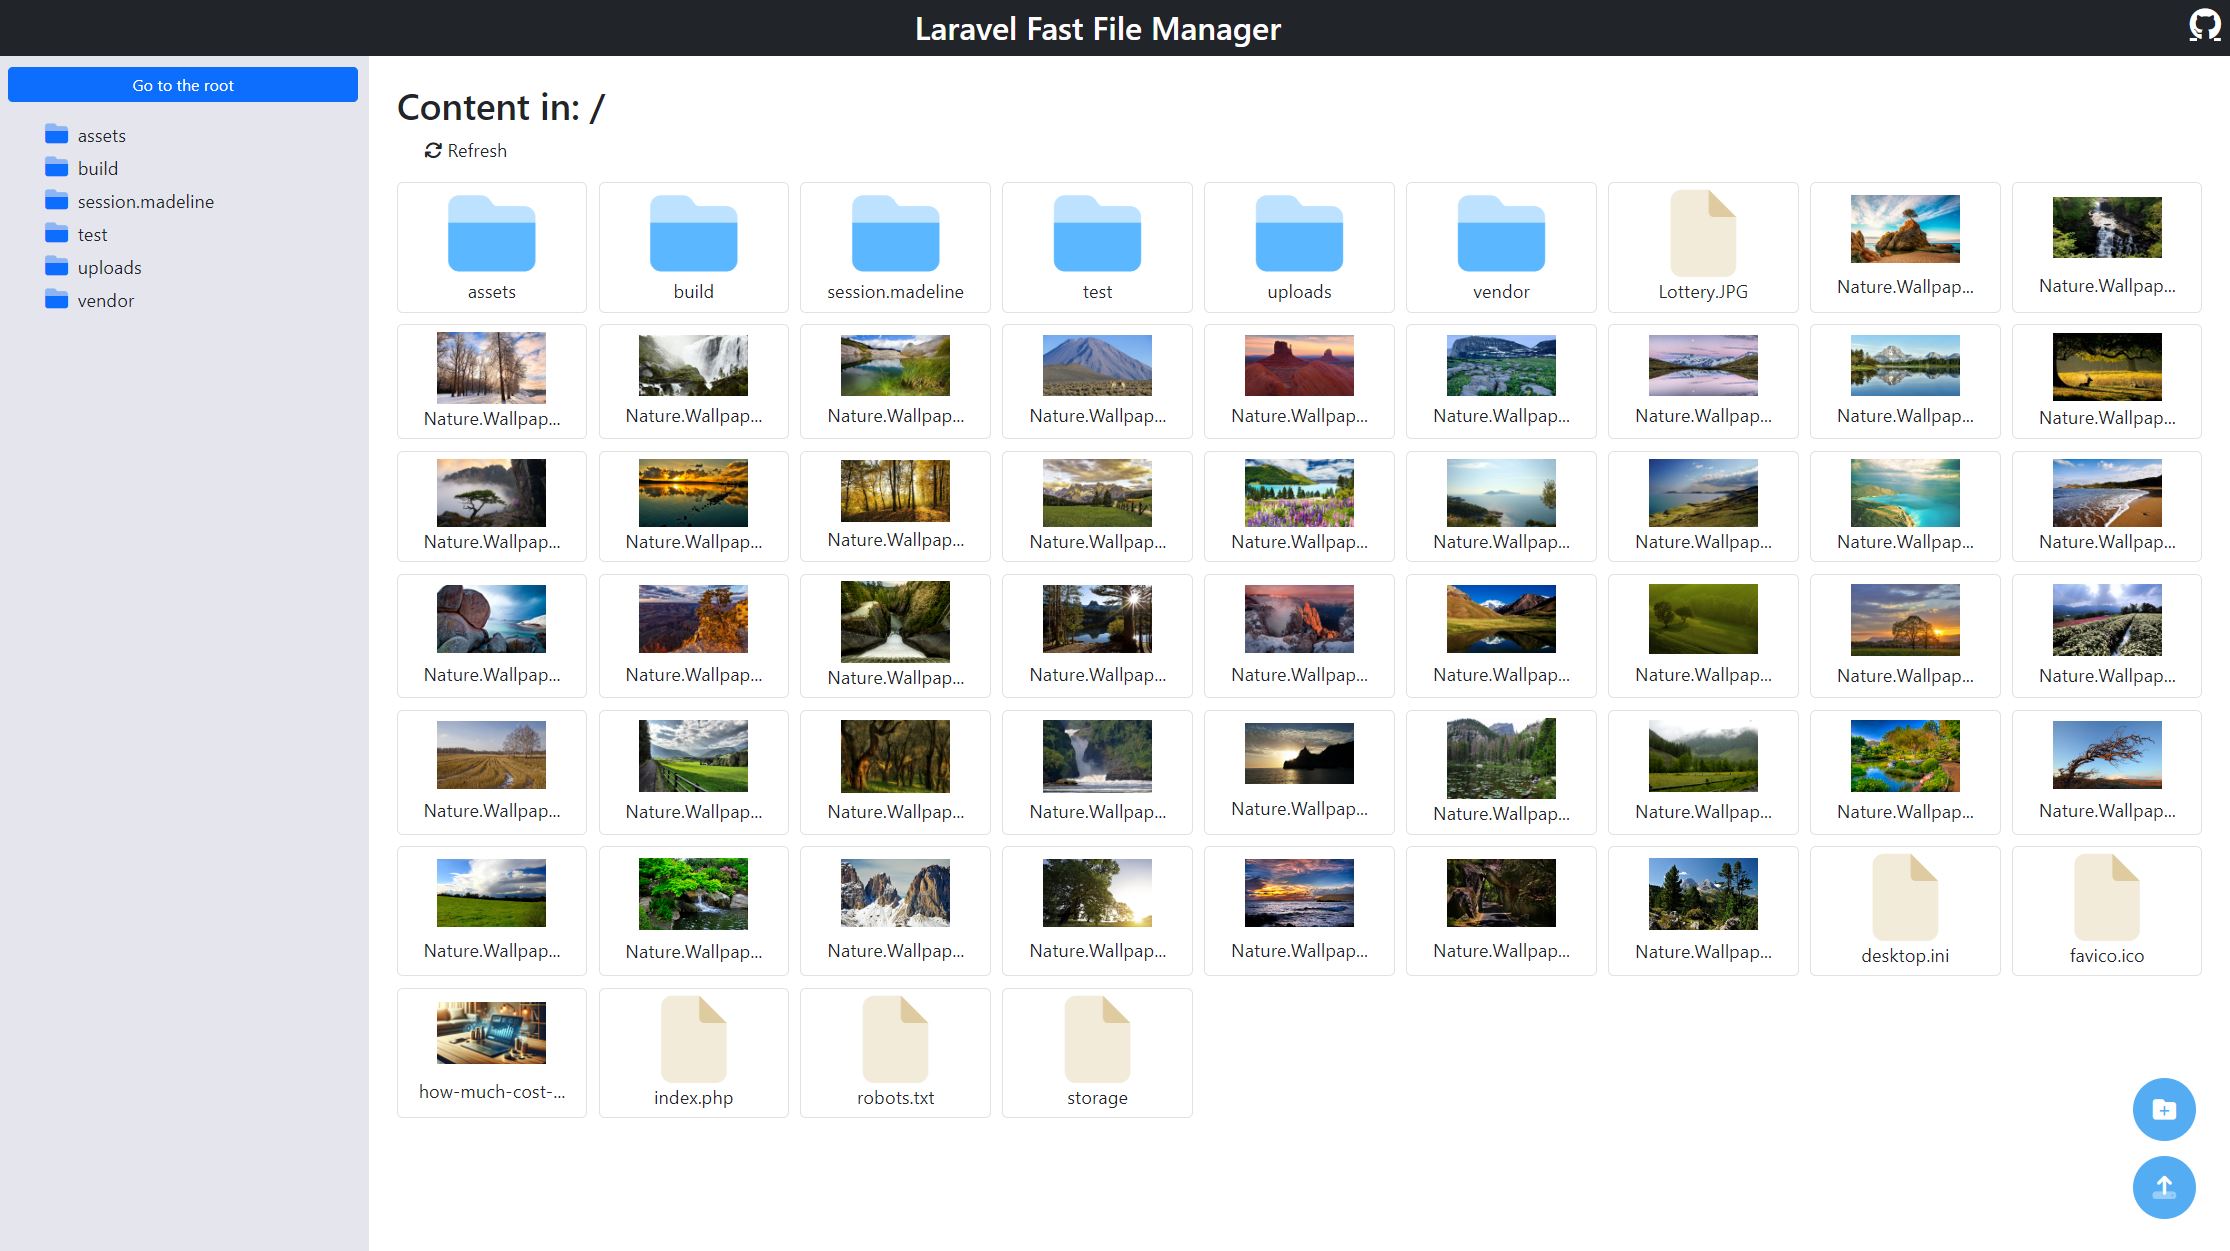 Laravel Fast File Manager
Go to the root
assets
build
session.madeline
test
uploads
vendor
Content in: /
Refresh
assets build session.madeline test uploads vendor Lottery.JPG Nature.Wallpap... Nature.Wallpap...
Nature.Wallpap... Nature.Wallpap... Nature.Wallpap... Nature.Wallpap... Nature.Wallpap... Nature.Wallpap... Nature.Wallpap... Nature.Wallpap... Nature.Wallpap...
Nature.Wallpap... Nature.Wallpap... Nature.Wallpap... Nature.Wallpap... Nature.Wallpap... Nature.Wallpap... Nature.Wallpap... Nature.Wallpap... Nature.Wallpap...
Nature.Wallpap... Nature.Wallpap... Nature.Wallpap... Nature.Wallpap... Nature.Wallpap... Nature.Wallpap... Nature.Wallpap... Nature.Wallpap... Nature.Wallpap...
Nature.Wallpap... Nature.Wallpap... Nature.Wallpap... Nature.Wallpap... Nature.Wallpap... Nature.Wallpap... Nature.Wallpap... Nature.Wallpap... Nature.Wallpap...
Nature.Wallpap... Nature.Wallpap... Nature.Wallpap... Nature.Wallpap... Nature.Wallpap... Nature.Wallpap... Nature.Wallpap... desktop.ini favico.ico
how-much-cost-... index.php robots.txt storage